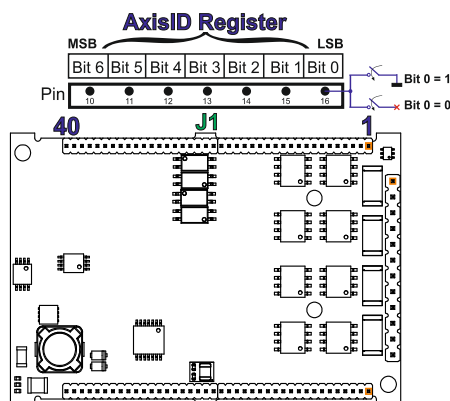 AxisID Register
MSB LSB
Bit 6 Bit 5 Bit 4 Bit 3 Bit 2 Bit 1 Bit 0
Bit 0 = 1
Pin
10 11 12 13 14 15 16
Bit 0 = 0
40 J1 1